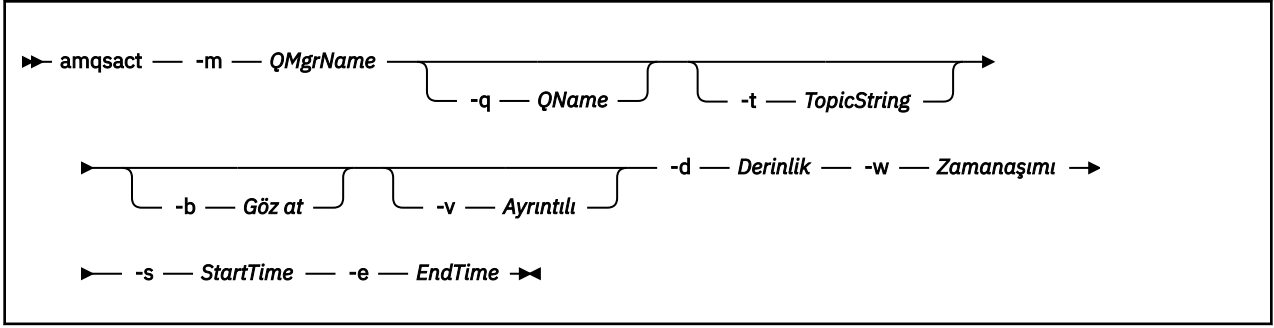 amqsact -m QMgrName
-q QName -t TopicString
-d Derinlik -w Zamanaşımı
-b Göz at -v Ayrıntılı
-s StartTime -e EndTime